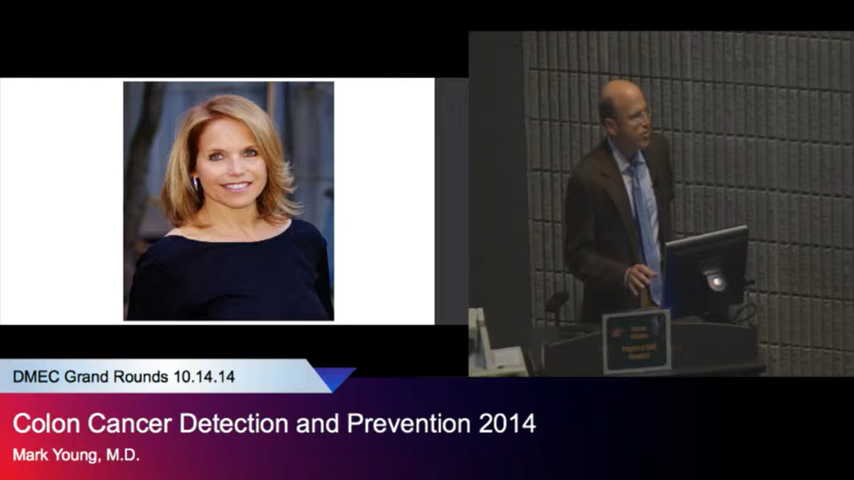 DMEC Grand Rounds 10.14.14
Colon Cancer Detection and Prevention 2014
Mark Young, M.D.